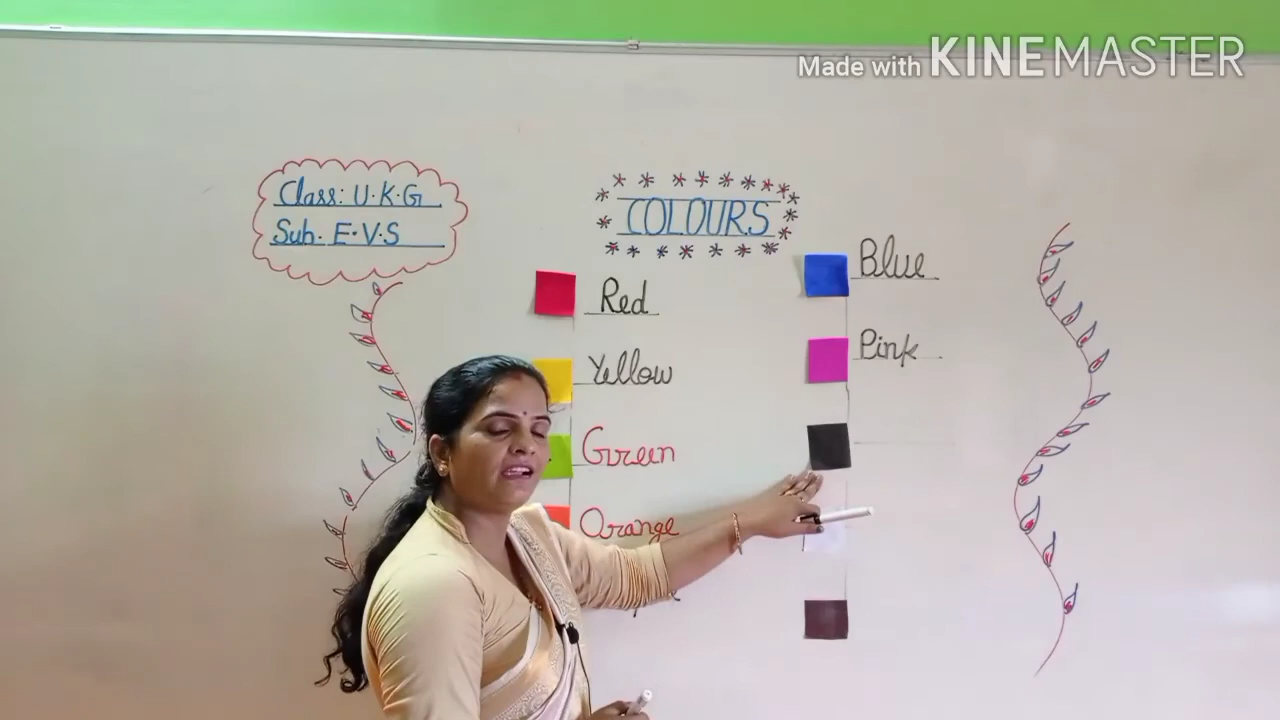 Made with KINEMASTER
Class: U.K.G
Sub. E.V.S
COLOURS
Red
Yellow
Green
Orange
Blue
Pink